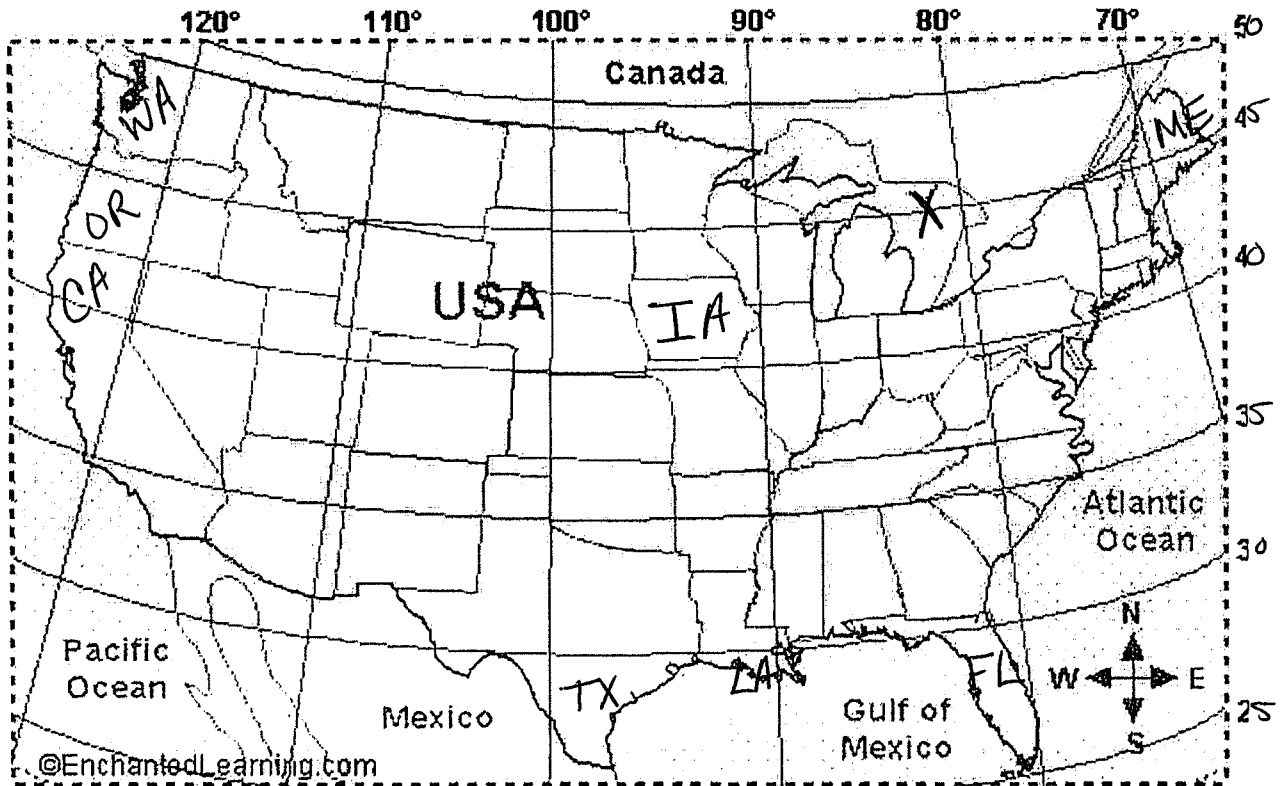 120° 110° 100° 90° 80° 70° 50
Canada
WA
ME
45
OR
X
40
CA
USA
IA
35
Atlantic
Ocean
30
N
Pacific
Ocean
TX
LA
FL
W E
Mexico
Gulf of
Mexico
25
S
©EnchantedLearning.com